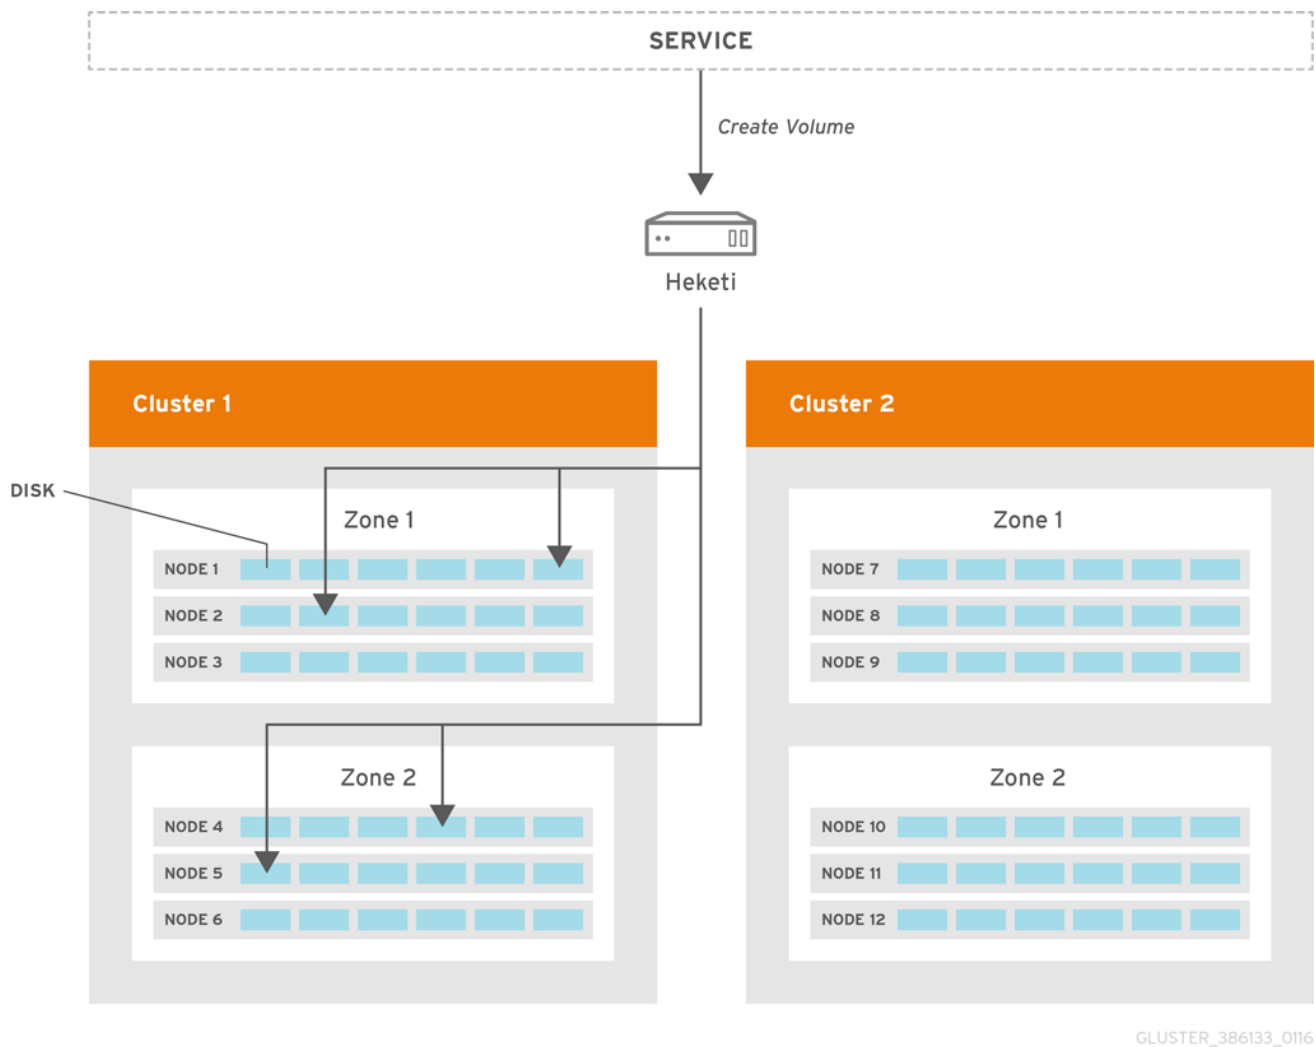 SERVICE
Create Volume
Heketi
Cluster 1
Cluster 2
DISK
Zone 1
NODE 1
NODE 2
NODE 3
Zone 2
NODE 4
NODE 5
NODE 6
Zone 1
NODE 7
NODE 8
NODE 9
Zone 2
NODE 10
NODE 11
NODE 12
GLUSTER_386133_0116